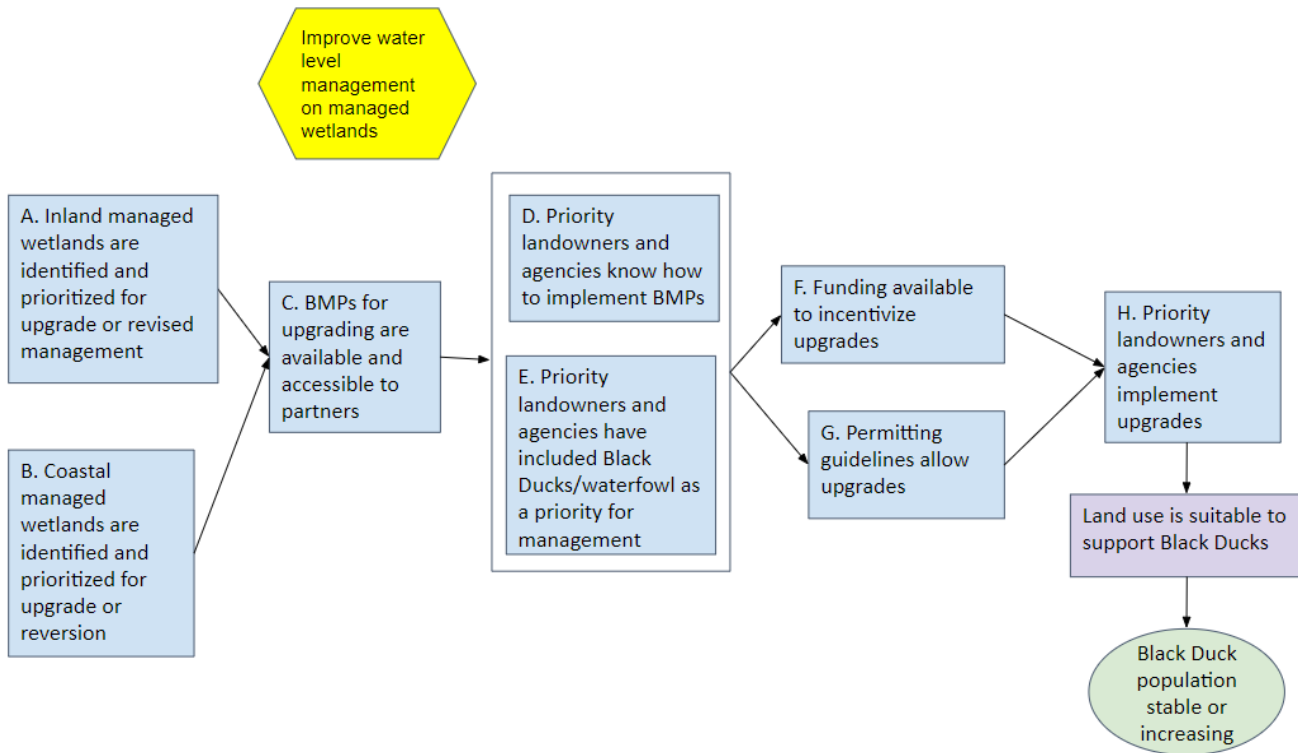 Improve water
level
management
on managed
wetlands
A. Inland managed
wetlands are
identified and
prioritized for
upgrade or revised
management
B. Coastal
managed
wetlands are
identified and
prioritized for
upgrade or
reversion
C. BMPs for
upgrading are
available and
accessible to
partners
D. Priority
landowners and
agencies know how
to implement BMPs
E. Priority
landowners and
agencies have
included Black
Ducks/waterfowl as
a priority for
management
F. Funding available
to incentivize
upgrades
G. Permitting
guidelines allow
upgrades
H. Priority
landowners and
agencies
implement
upgrades
Land use is suitable to
support Black Ducks
Black Duck
population
stable or
increasing